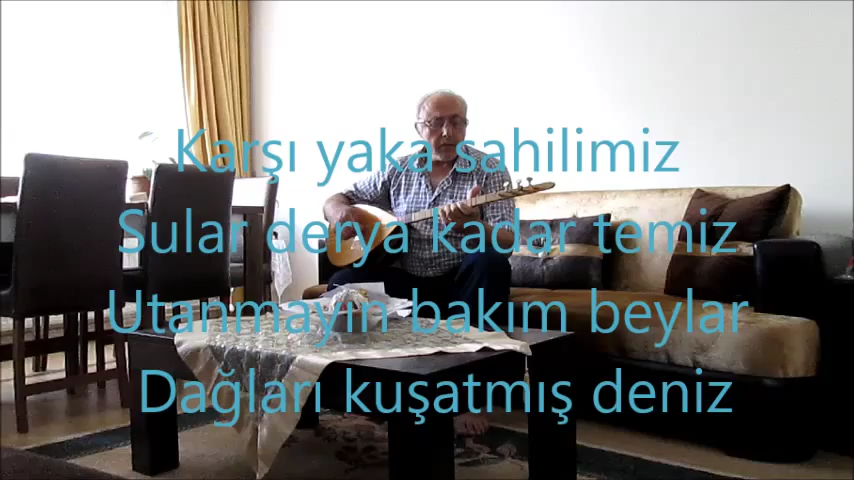 Karşı yaka sahilimiz
Sular derya kadar temiz
Utanmayın bakım beylar
Dağları kuşatmış deniz